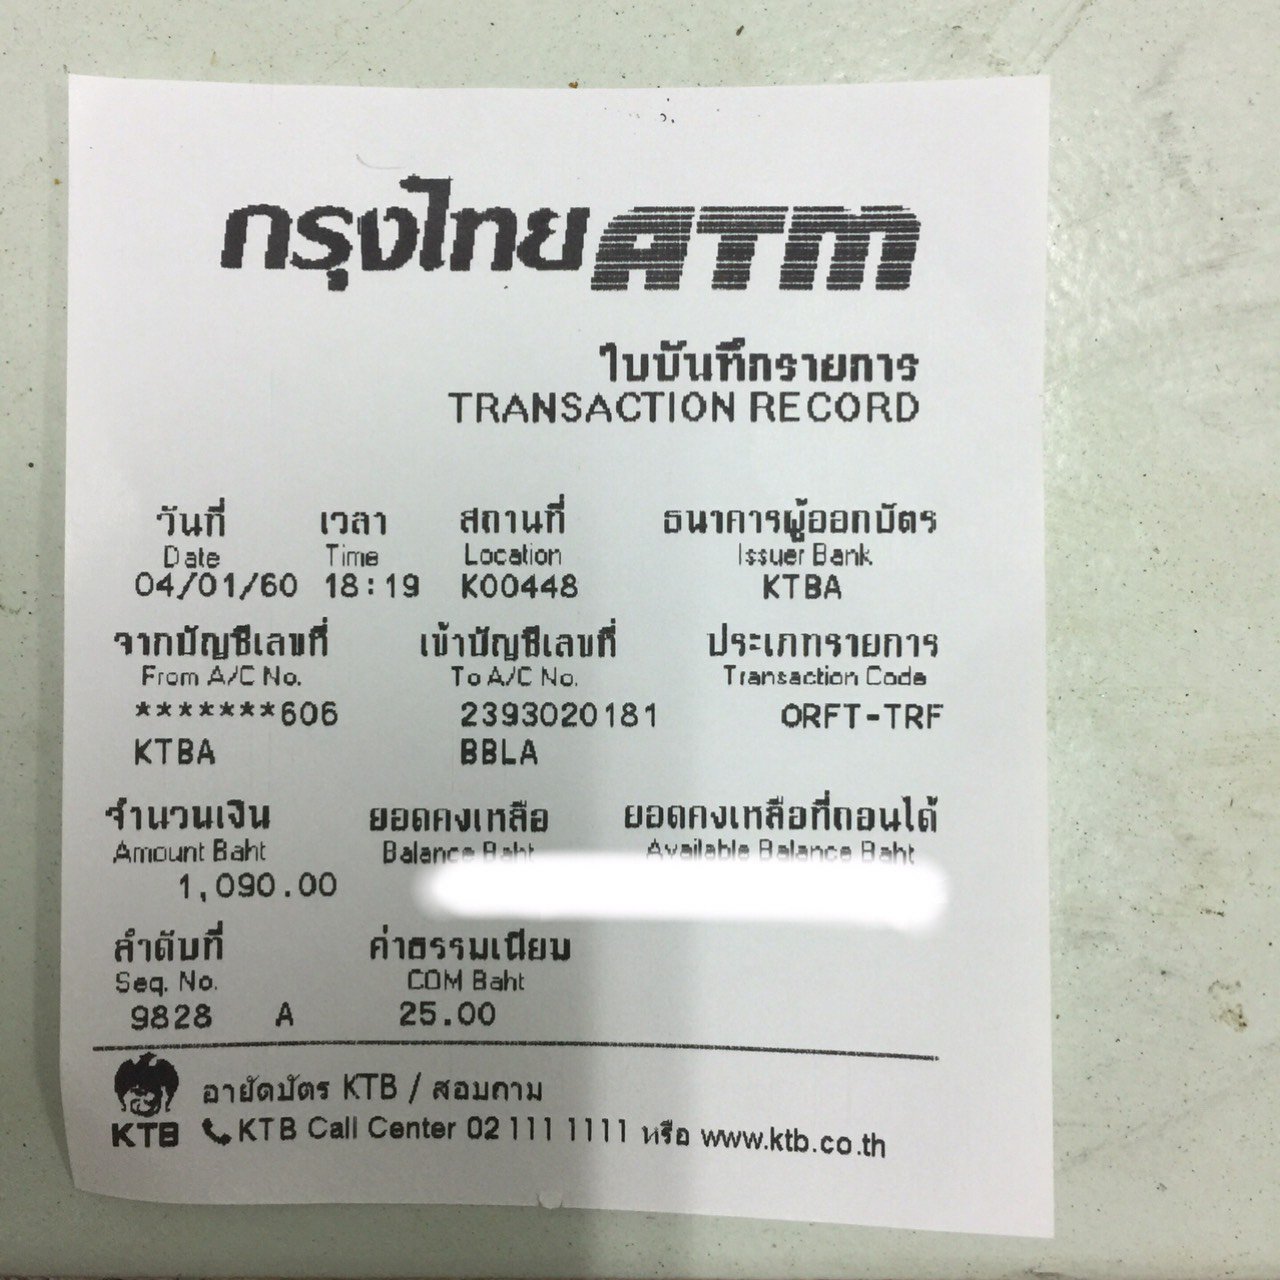 กรุงไทย ATM
ใบบันทึกรายการ
TRANSACTION RECORD
วันที่ เวลา สถานที่ ธนาคารผู้ออกบัตร
Date Time Location Issuer Bank
04/01/60 18:19 K00448 KTBA
จากบัญชีเลขที่ เข้าบัญชีเลขที่ ประเภทรายการ
From A/C No. To A/C No. Transaction Code
*******606 2393020181 ORFT-TRF
KTBA BBLA
จำนวนเงิน ยอดคงเหลือ ยอดคงเหลือที่ถอนได้
Amount Baht Balance Baht Available Balance Baht
1,090.00
ลำดับที่ ค่าธรรมเนียม
Seq. No. COM Baht
9828 A 25.00
อายัดบัตร KTB / สอบถาม
KTB KTB Call Center 02 111 1111 หรือ www.ktb.co.th